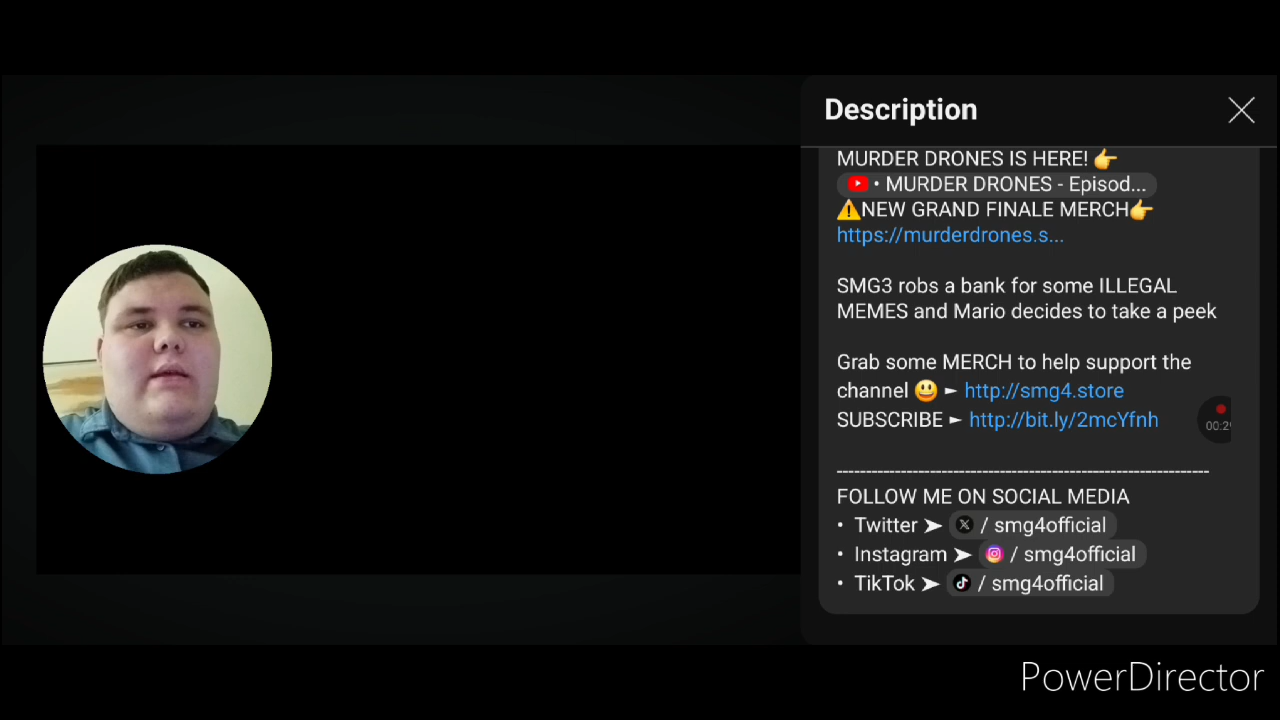 Description
MURDER DRONES IS HERE! 👉
• MURDER DRONES - Episod...
⚠️NEW GRAND FINALE MERCH👉
https://murderdrones.s...
SMG3 robs a bank for some ILLEGAL
MEMES and Mario decides to take a peek
Grab some MERCH to help support the
channel 😃 ► http://smg4.store
SUBSCRIBE ► http://bit.ly/2mcYfnh
00:29
--------------------------------------------------------------
FOLLOW ME ON SOCIAL MEDIA
• Twitter ➤ / smg4official
• Instagram ➤ / smg4official
• TikTok ➤ / smg4official
PowerDirector